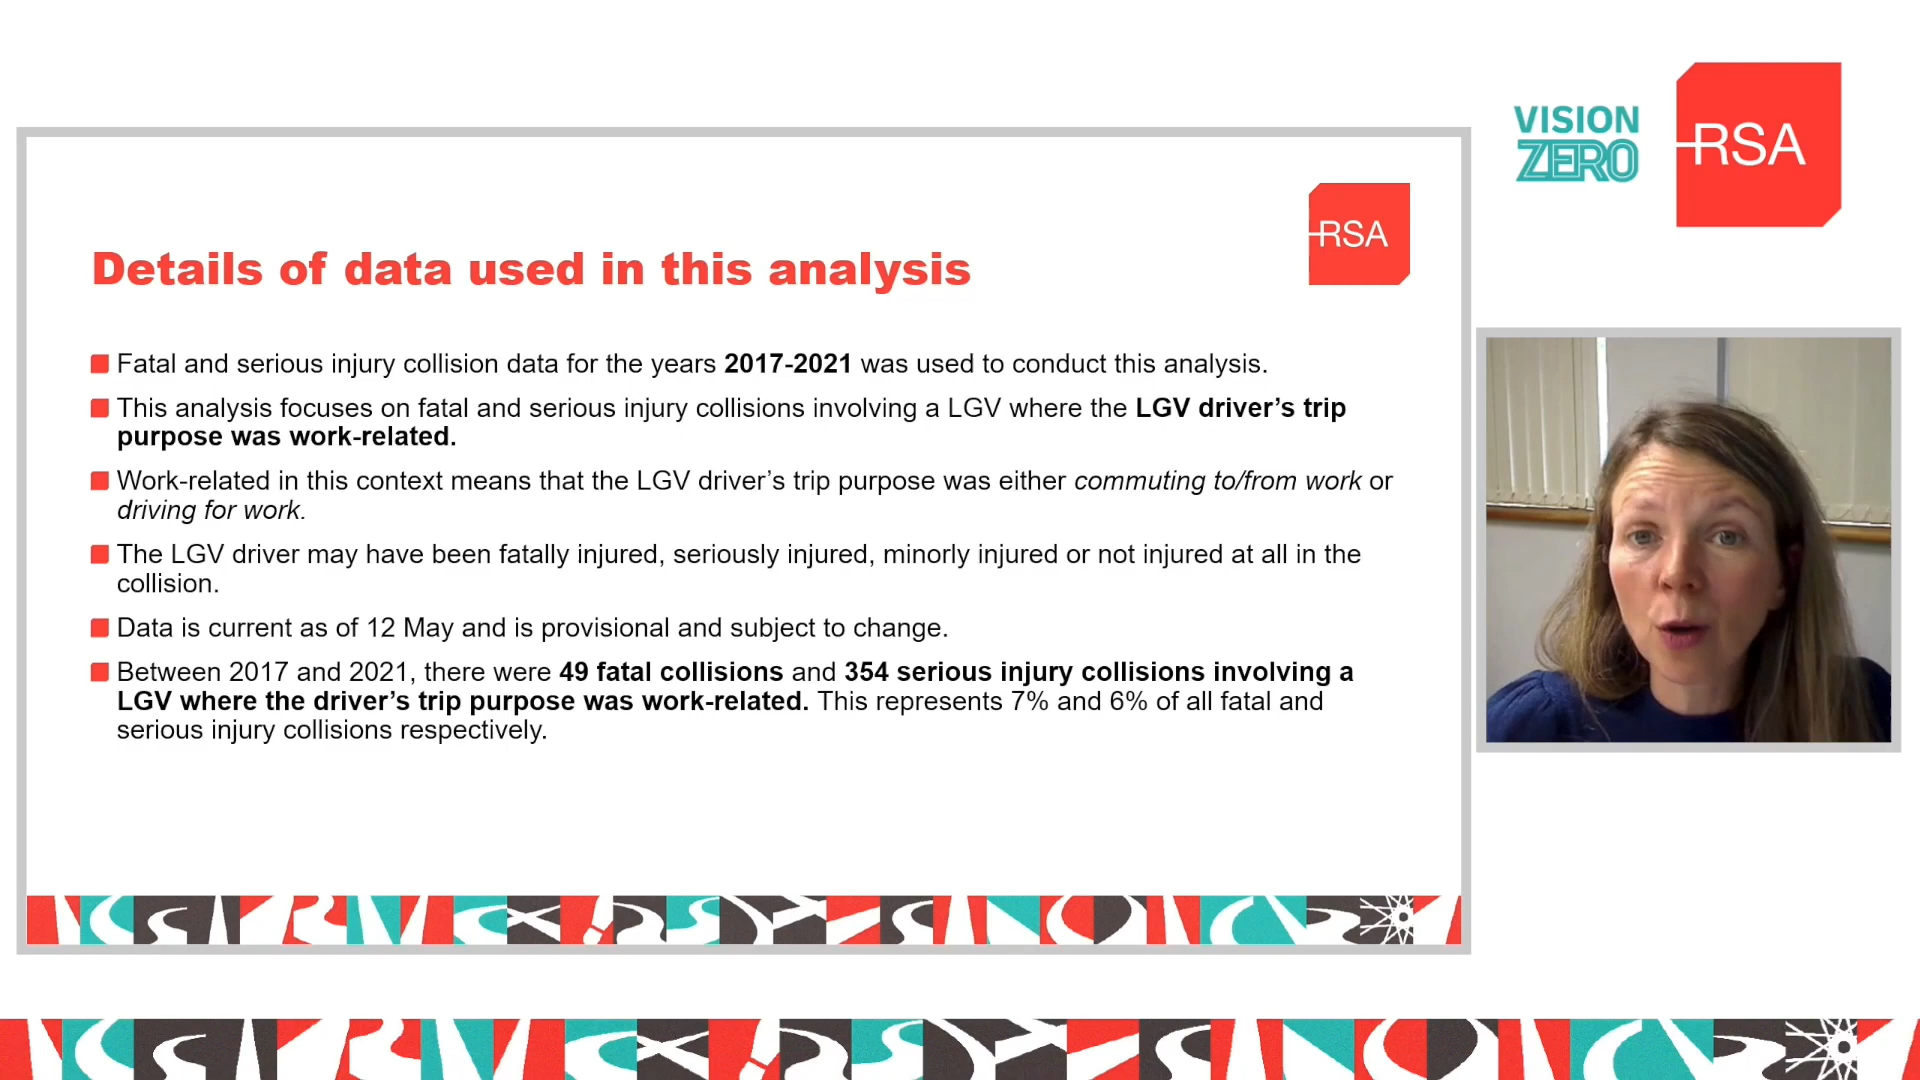 VISION
ZERO
RSA
RSA
Details of data used in this analysis
Fatal and serious injury collision data for the years 2017-2021 was used to conduct this analysis.
This analysis focuses on fatal and serious injury collisions involving a LGV where the LGV driver’s trip
purpose was work-related.
Work-related in this context means that the LGV driver’s trip purpose was either commuting to/from work or
driving for work.
The LGV driver may have been fatally injured, seriously injured, minorly injured or not injured at all in the
collision.
Data is current as of 12 May and is provisional and subject to change.
Between 2017 and 2021, there were 49 fatal collisions and 354 serious injury collisions involving a
LGV where the driver’s trip purpose was work-related. This represents 7% and 6% of all fatal and
serious injury collisions respectively.